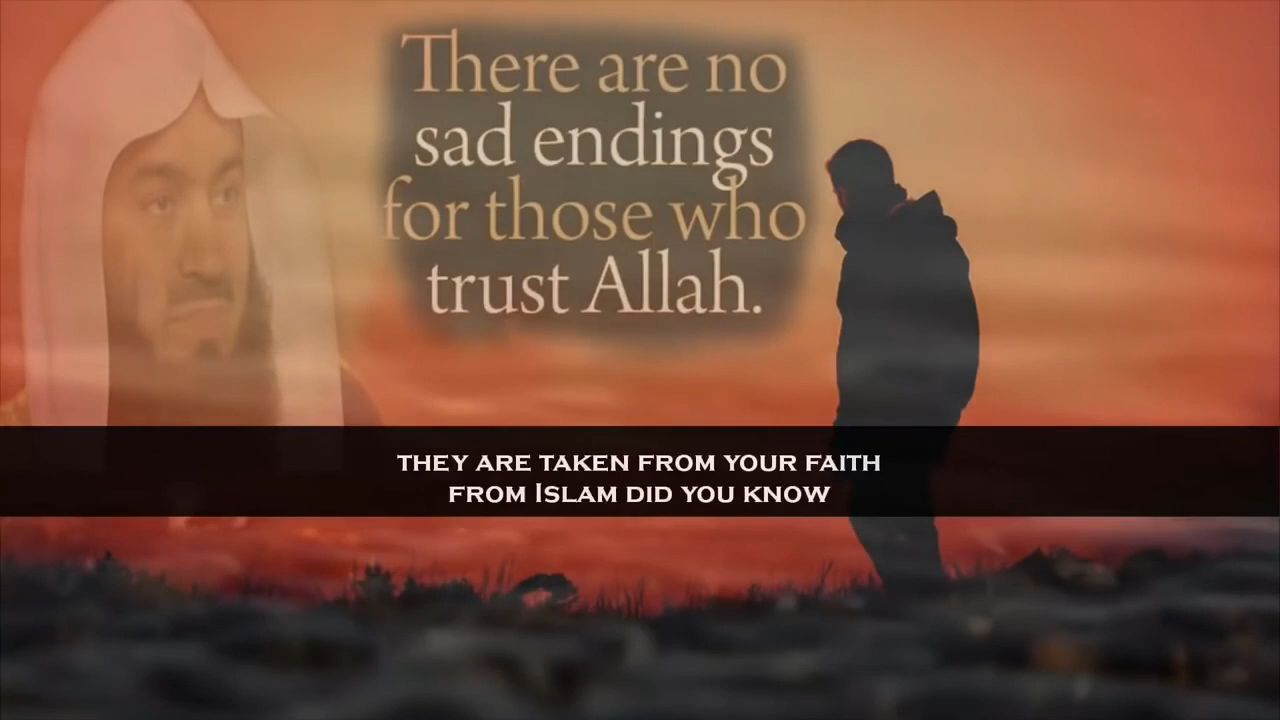 There are no
sad endings
for those who
trust Allah.
THEY ARE TAKEN FROM YOUR FAITH
FROM ISLAM DID YOU KNOW